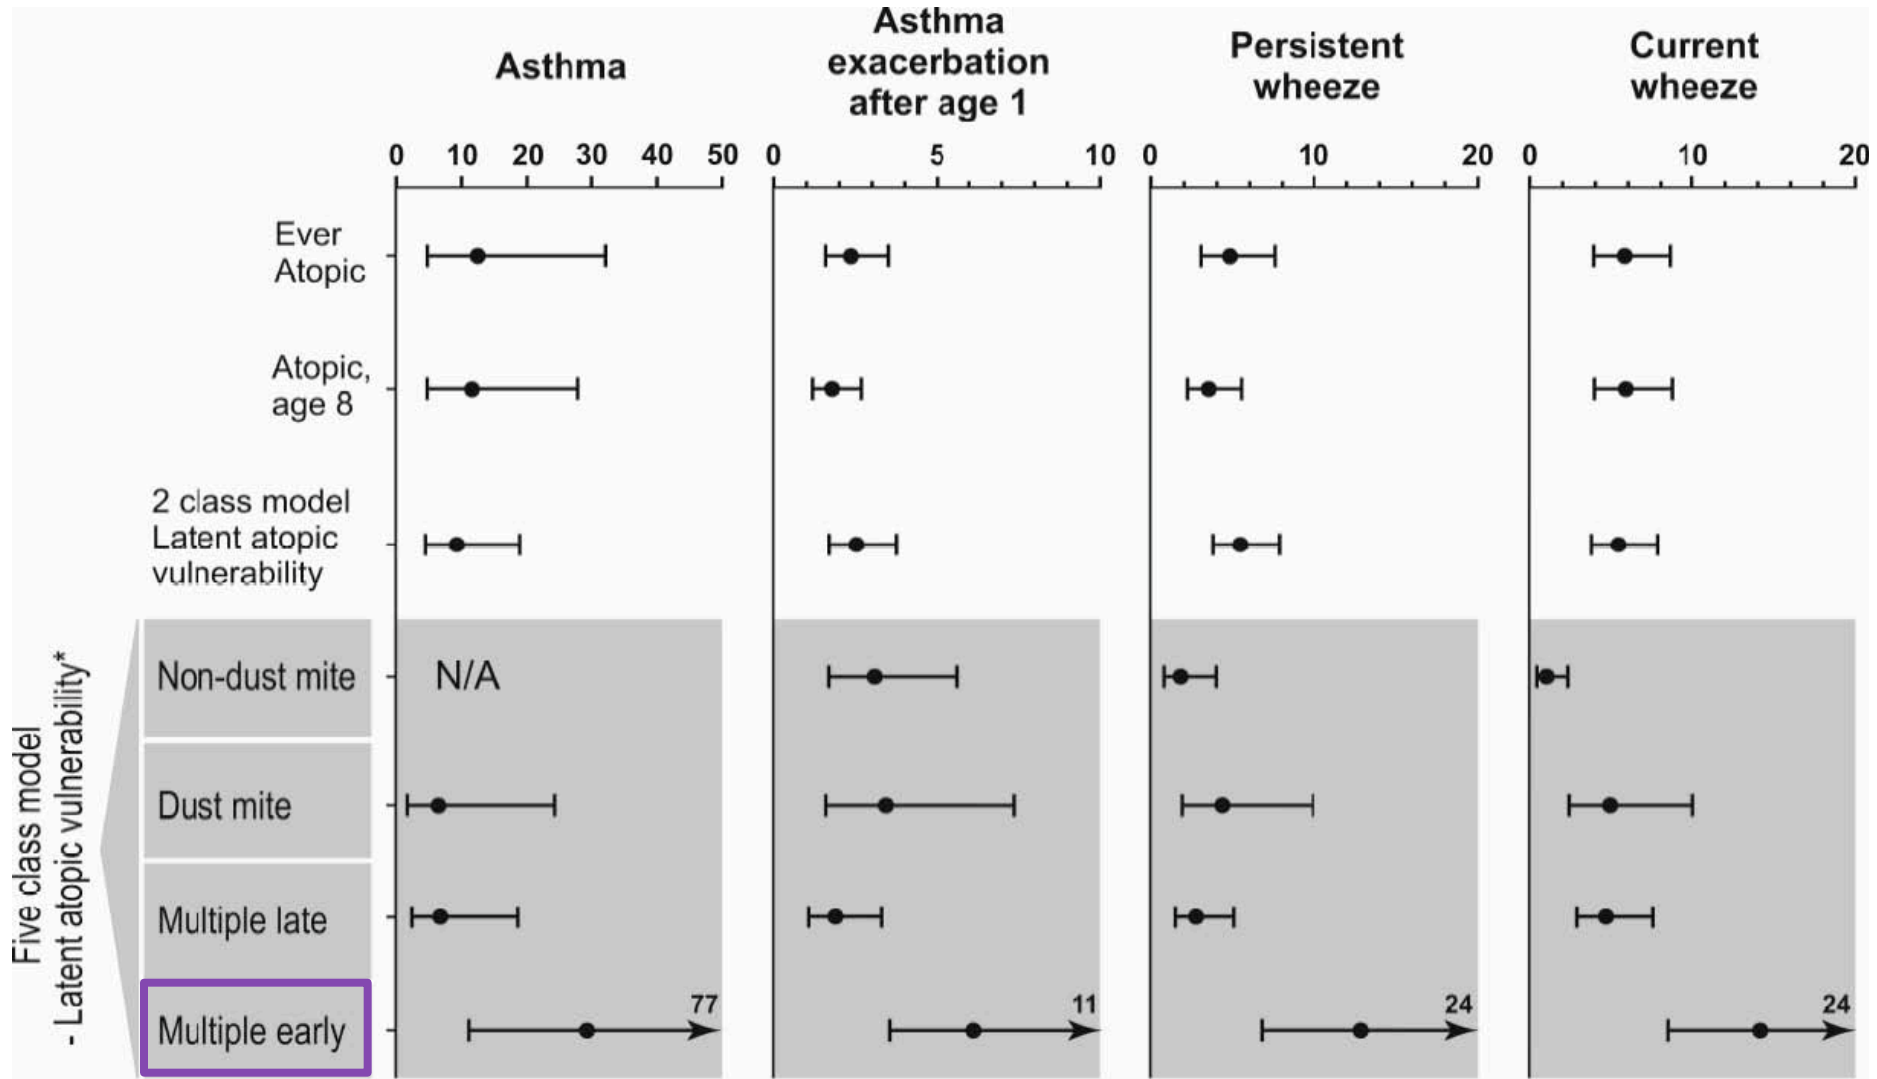 Asthma
Asthma
exacerbation
after age 1
Persistent
wheeze
Current
wheeze
0 10 20 30 40 50
0 5 10
0 10 20
0 10 20
Ever
Atopic
Atopic,
age 8
2 class model
Latent atopic
vulnerability
Five class model
- Latent atopic vulnerability*
Non-dust mite
N/A
Dust mite
Multiple late
Multiple early
77
11
24
24